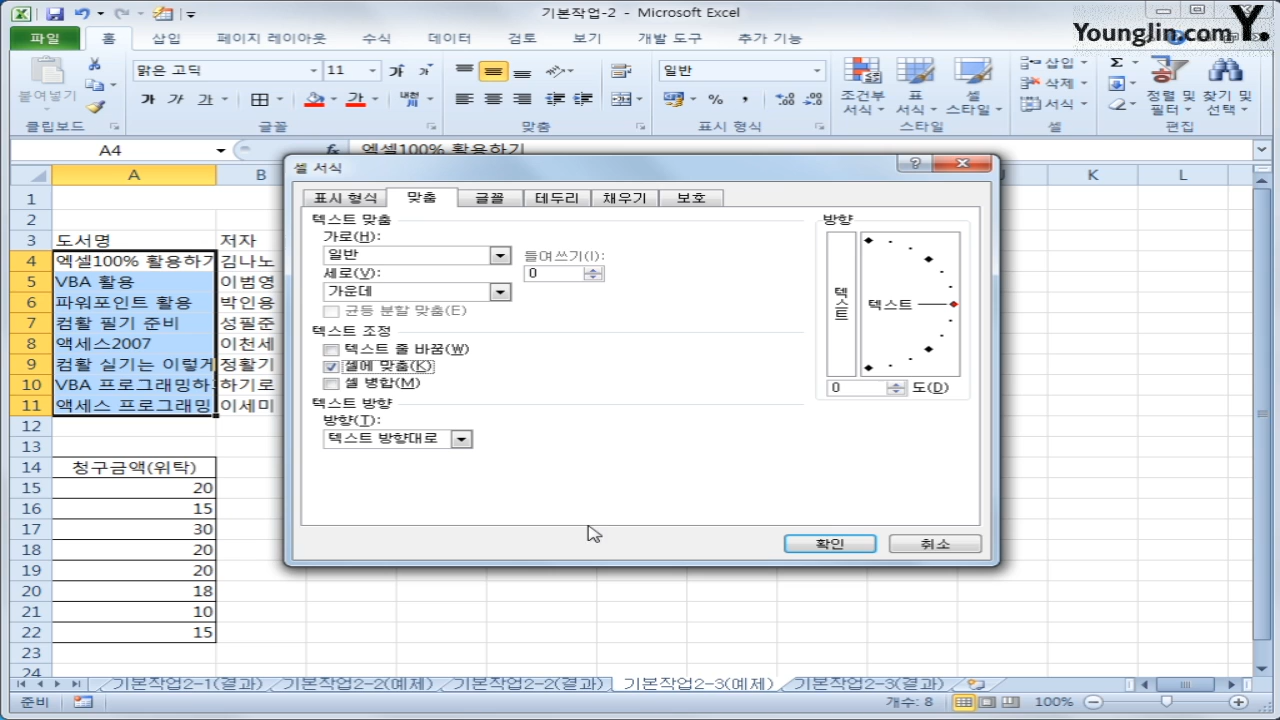 기본작업-2 - Microsoft Excel
YoungJin.com Y.
파일 홈 삽입 페이지 레이아웃 수식 데이터 검토 보기 개발 도구 추가 기능
붙여넣기
맑은 고딕 11
가 가 가 가
일반
% ,
조건부 서식
표 서식
셀 스타일
삽입
삭제
서식
Σ
정렬 및 필터
찾기 및 선택
클립보드 글꼴 맞춤 표시 형식 스타일 셀 편집
A4 fx 엑셀100% 활용하기
A B K L
1
2
3 도서명 저자
4 엑셀100% 활용하기 김나노
5 VBA 활용 이범영
6 파워포인트 활용 박인용
7 컴활 필기 준비 성필준
8 액세스2007 이천세
9 컴활 실기는 이렇게 정활기
10 VBA 프로그래밍하 하기로
11 액세스 프로그래밍 이세미
12
13
14 청구금액(위탁)
15 20
16 15
17 30
18 20
19 20
20 18
21 10
22 15
23
24
셀 서식
표시 형식 맞춤 글꼴 테두리 채우기 보호
텍스트 맞춤
가로(H):
일반
들여쓰기(I):
0
세로(V):
가운데
균등 분할 맞춤(E)
텍스트 조정
텍스트 줄 바꿈(W)
셀에 맞춤(K)
셀 병합(M)
텍스트 방향
방향(T):
텍스트 방향대로
방향
텍스트
텍스트
0 도(D)
확인 취소
기본작업2-1(결과) 기본작업2-2(예제) 기본작업2-2(결과) 기본작업2-3(예제) 기본작업2-3(결과)
준비 개수: 8 100%